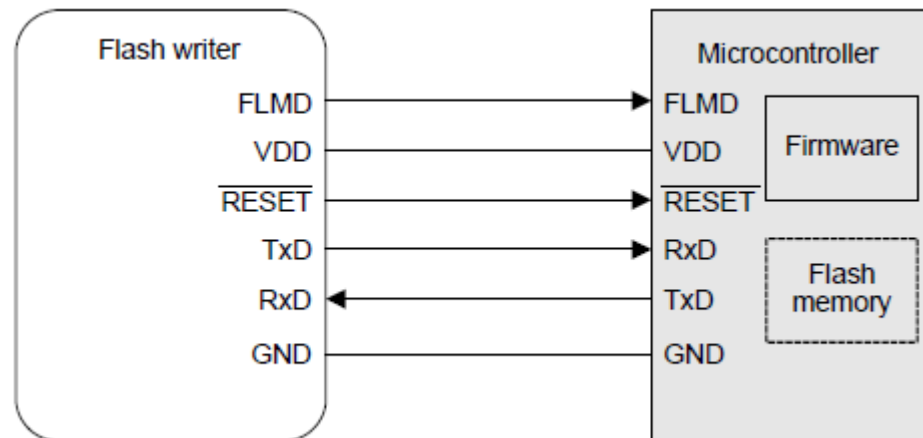 Flash writer
FLMD
VDD
RESET
TxD
RxD
GND
Microcontroller
FLMD
VDD
RESET
RxD
TxD
GND
Firmware
Flash
memory